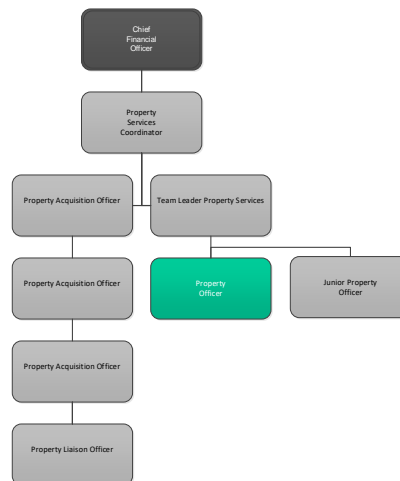 Chief
Financial
Officer
Property
Services
Coordinator
Property Acquisition Officer
Team Leader Property Services
Property Acquisition Officer
Property
Officer
Junior Property
Officer
Property Acquisition Officer
Property Liaison Officer